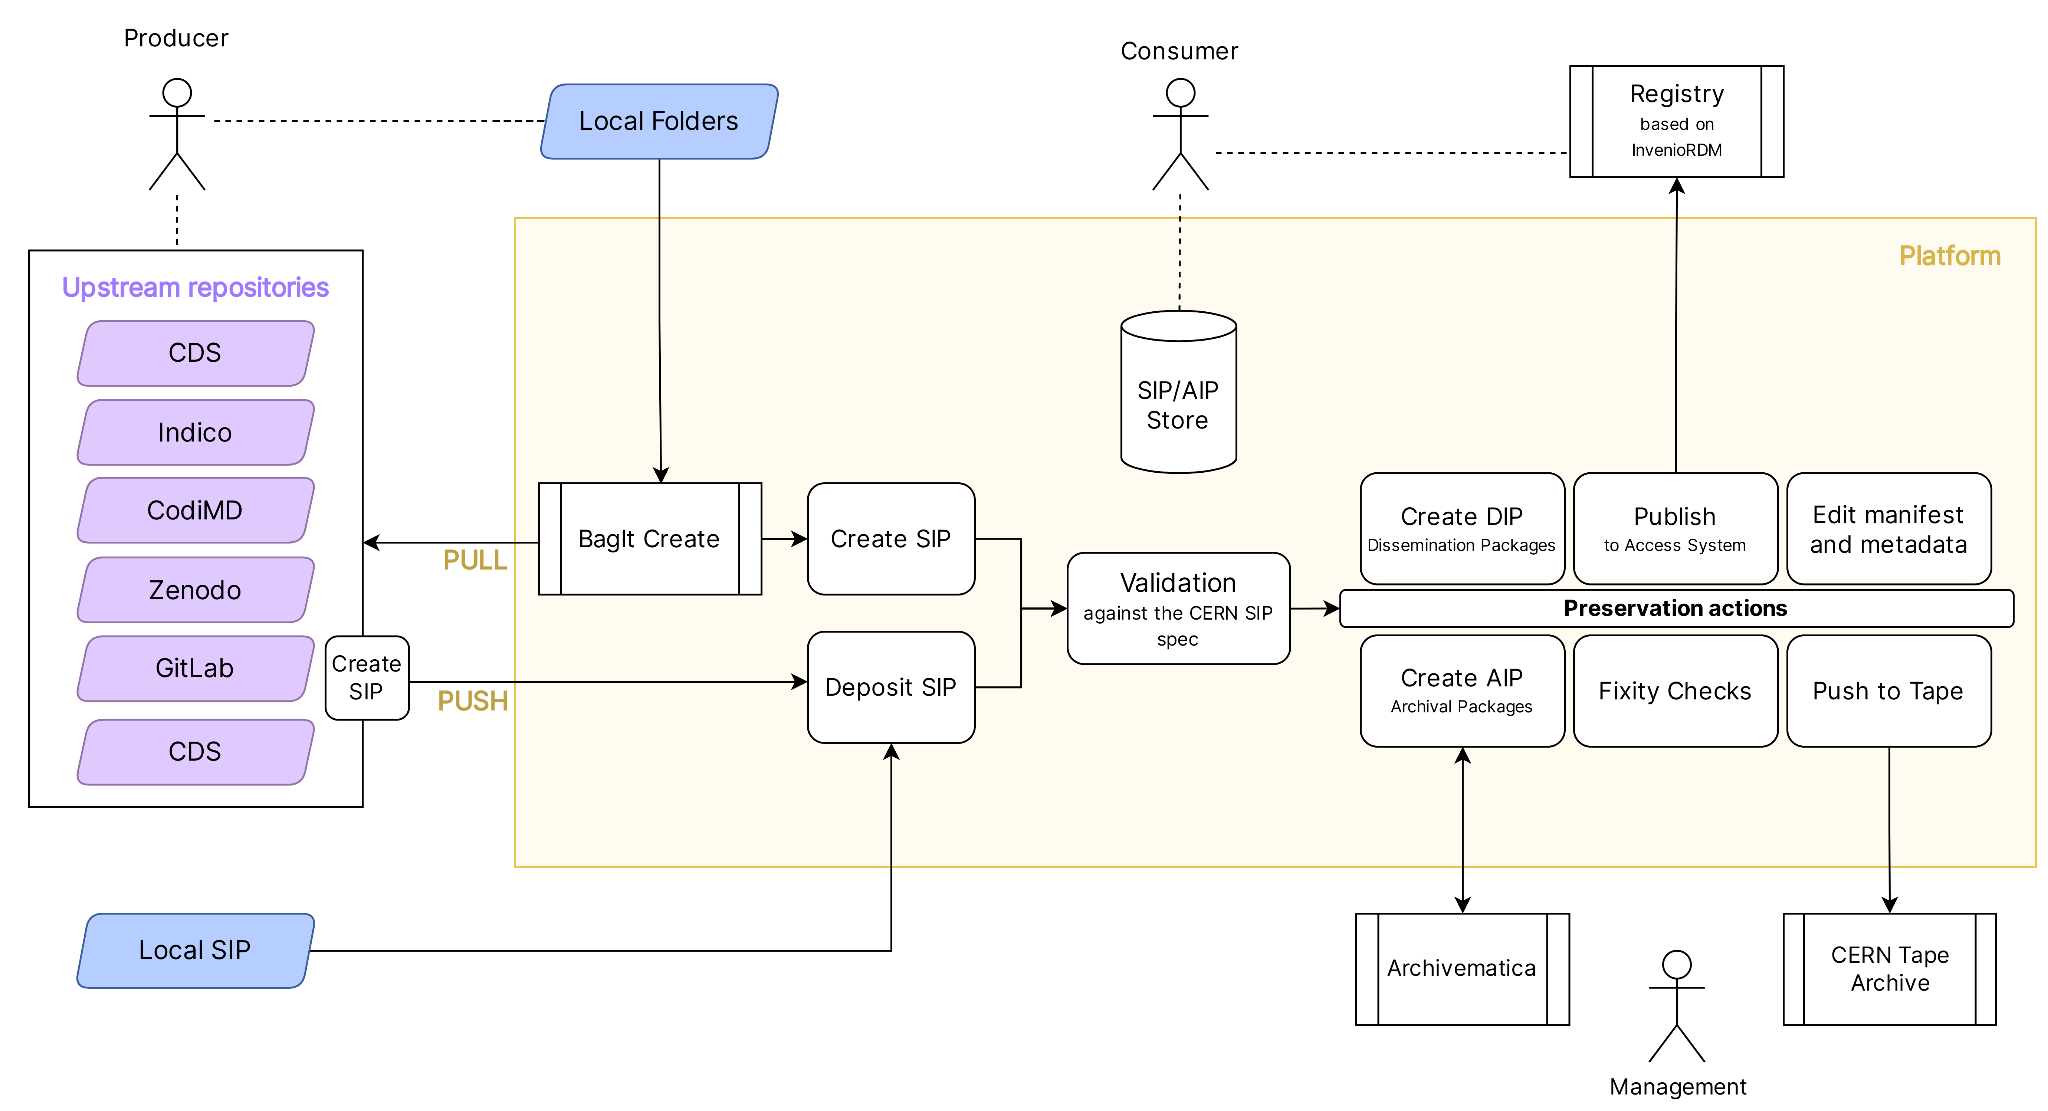 Producer
Consumer
Local Folders
Registry
based on
InvenioRDM
Platform
Upstream repositories
CDS
Indico
CodiMD
Zenodo
GitLab
CDS
Create
SIP
PULL
PUSH
BagIt Create
Create SIP
Deposit SIP
SIP/AIP
Store
Validation
against the CERN SIP
spec
Create DIP
Dissemination Packages
Publish
to Access System
Edit manifest
and metadata
Preservation actions
Create AIP
Archival Packages
Fixity Checks
Push to Tape
Local SIP
Archivematica
CERN Tape
Archive
Management